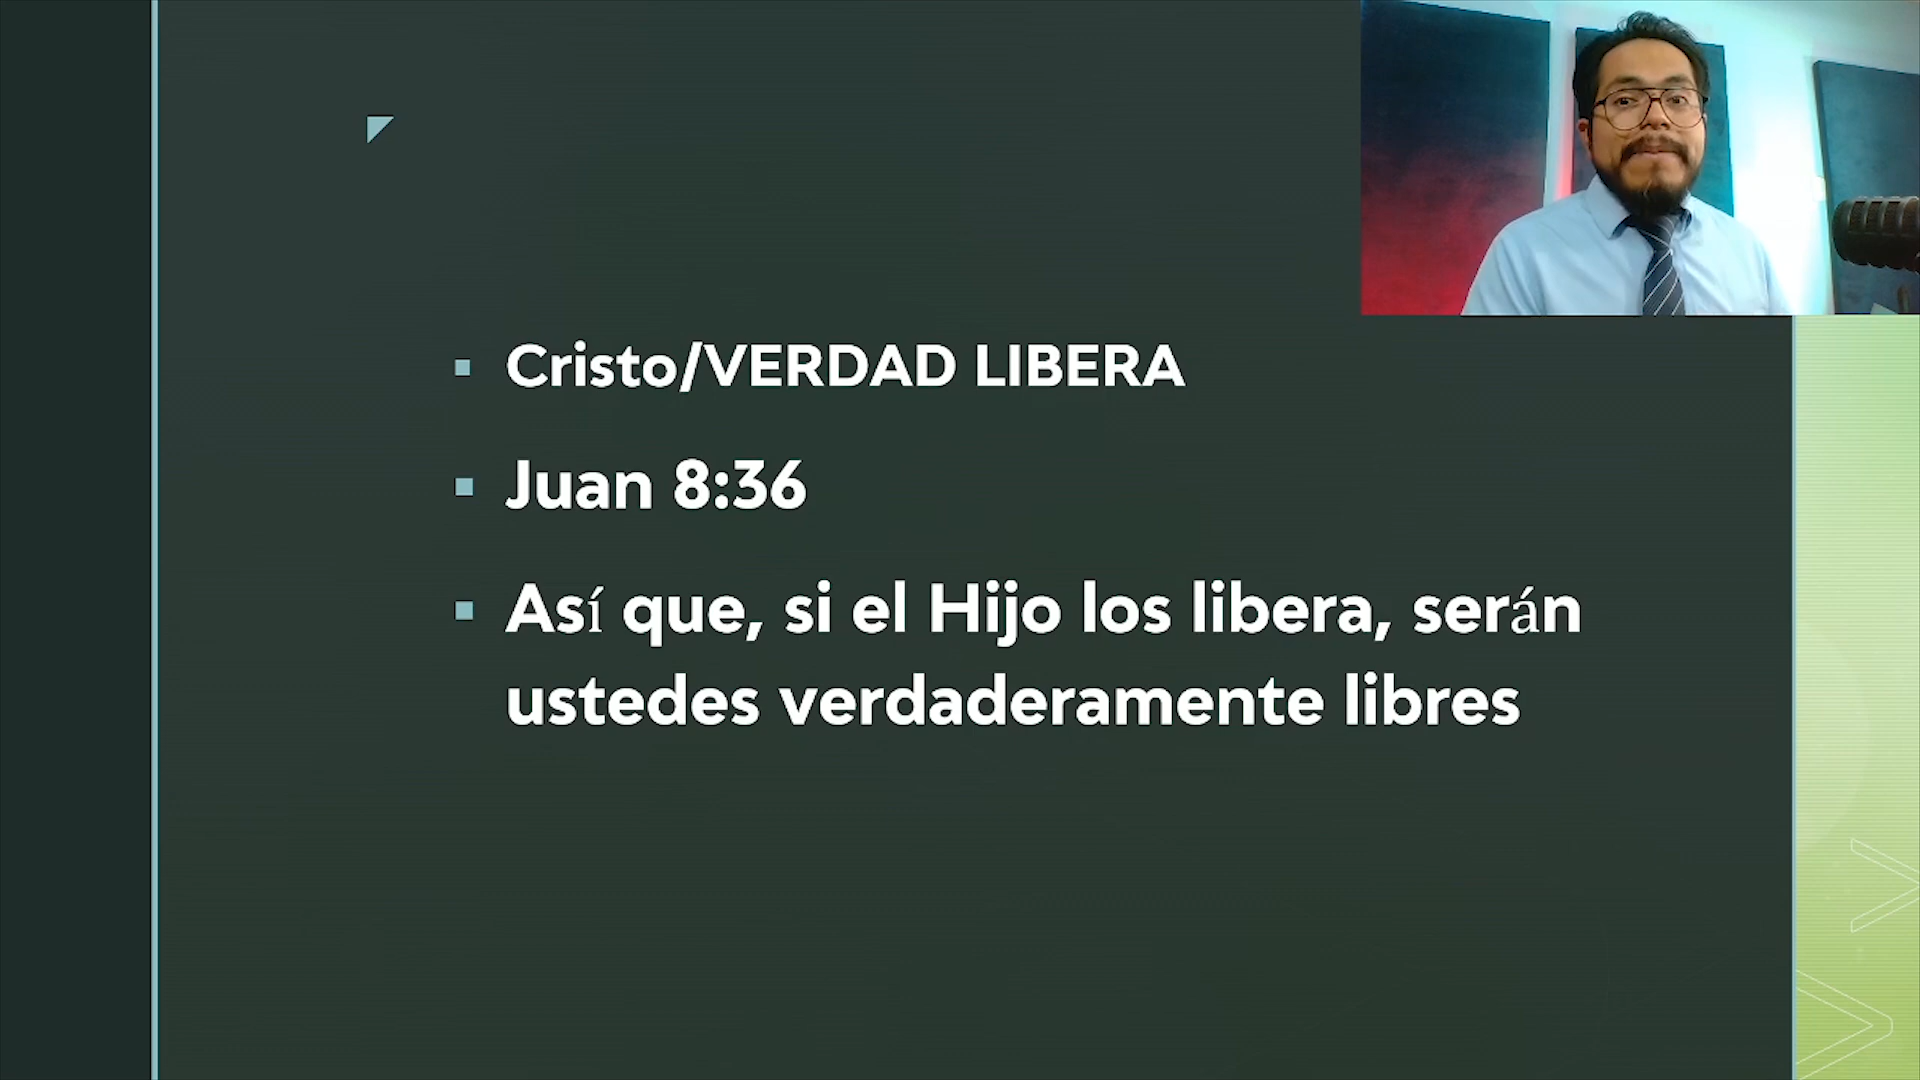 Cristo/VERDAD LIBERA
Juan 8:36
Así que, si el Hijo los libera, serán
ustedes verdaderamente libres